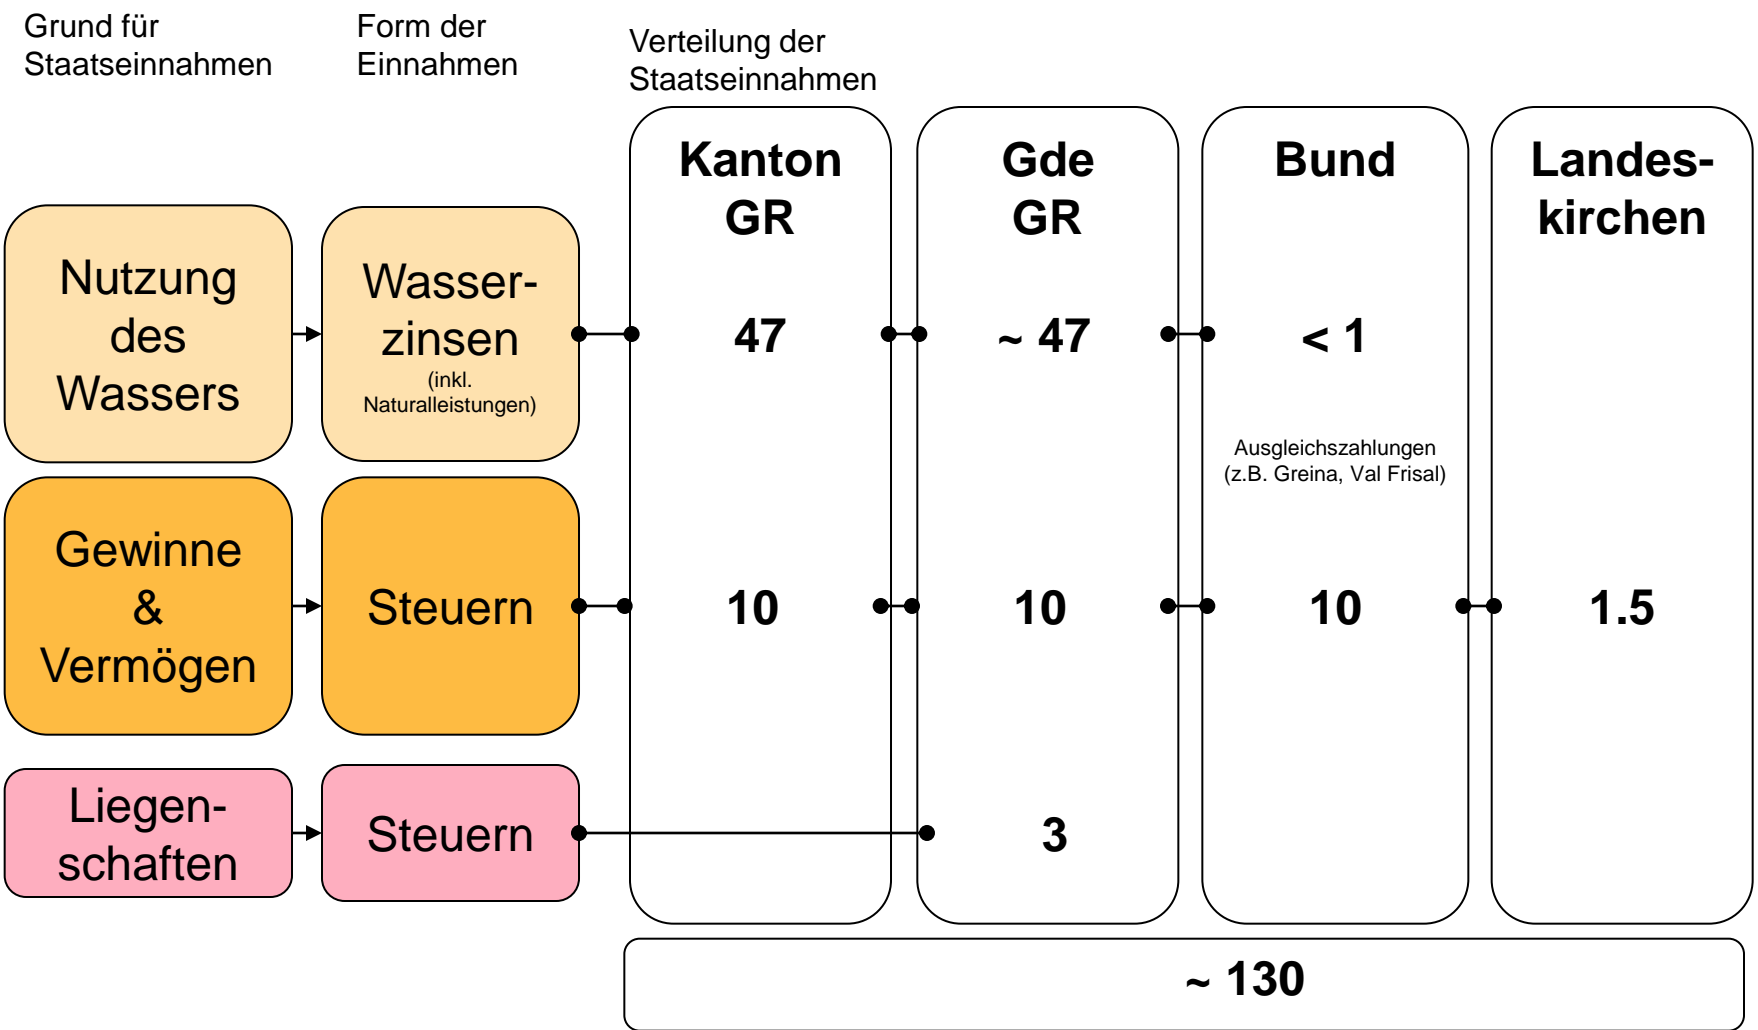 Grund für
Staatseinnahmen
Form der
Einnahmen
Verteilung der
Staatseinnahmen
Kanton
GR
Gde
GR
Bund
Landes-
kirchen
Nutzung
des
Wassers
Wasser-
zinsen
(inkl.
Naturalleistungen)
47
~ 47
< 1
Ausgleichszahlungen
(z.B. Greina, Val Frisal)
Gewinne
&
Vermögen
Steuern
10
10
10
1.5
Liegen-
schaften
Steuern
3
~ 130